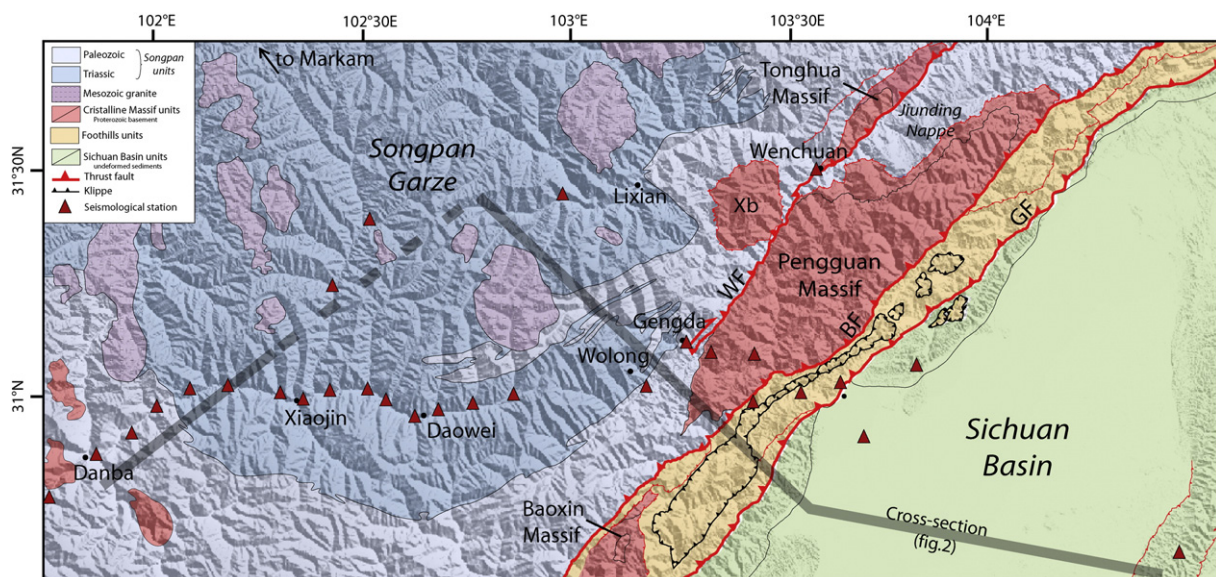 102°E
102°30E
103°E
103°30E
104°E
31°30N
31°N
Paleozoic
Triassic
Songpan
units
Mesozoic granite
Cristalline Massif units
Proterozoic basement
Foothills units
Sichuan Basin units
undeformed sediments
Thrust fault
Klippe
Seismological station
to Markam
Songpan
Garze
Lixian
Tonghua
Massif
Jiunding
Nappe
Wenchuan
Xb
WF
Pengguan
Massif
GF
BF
Gengda
Wolong
Xiaojin
Daowei
Danba
Baoxin
Massif
Sichuan
Basin
Cross-section
(fig.2)